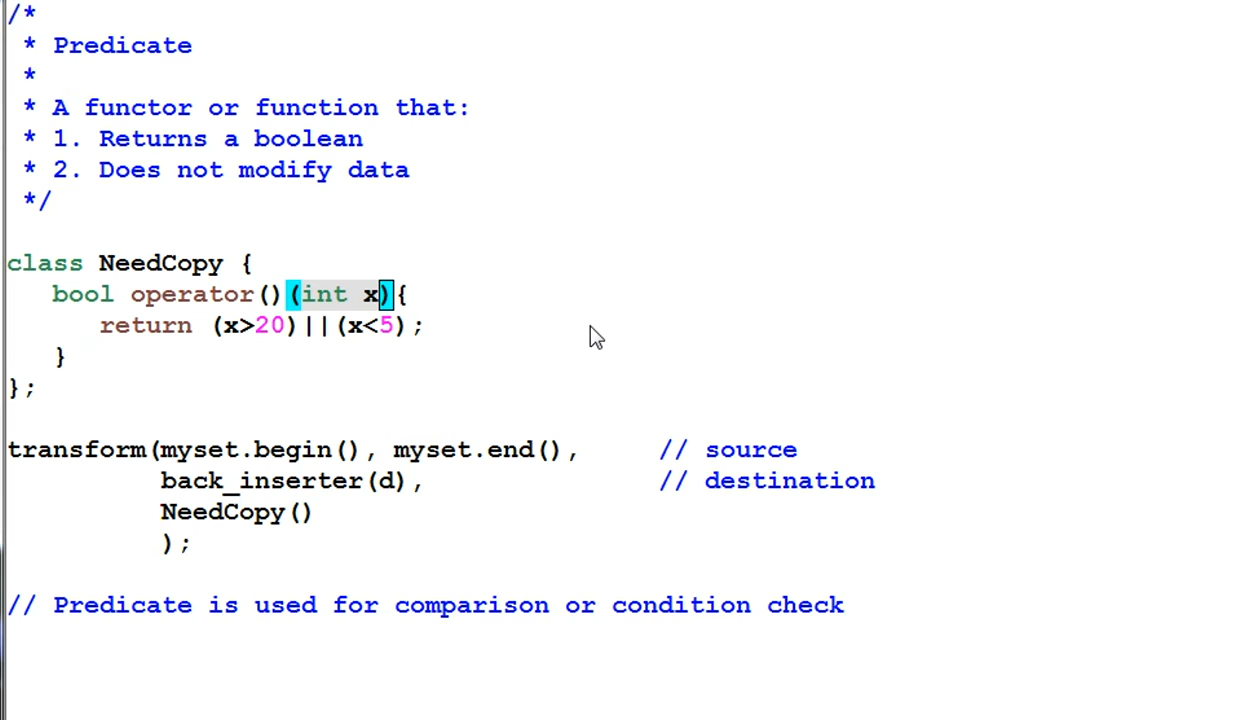 /*
 * Predicate
 *
 * A functor or function that:
 * 1. Returns a boolean
 * 2. Does not modify data
 */
class NeedCopy {
   bool operator()(int x){
      return (x>20)||(x<5);
   }
};
transform(myset.begin(), myset.end(),     // source
          back_inserter(d),               // destination
          NeedCopy()
          );
// Predicate is used for comparison or condition check